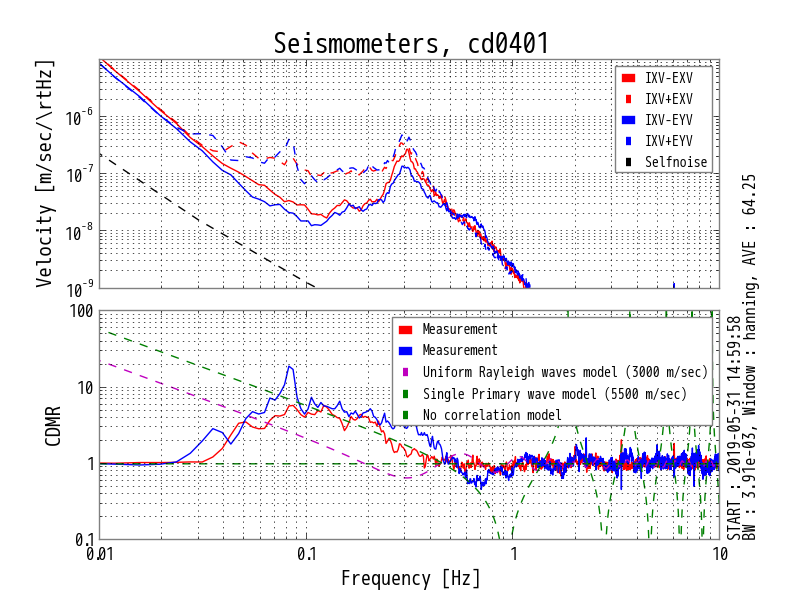 Seismometers, cd0401
Velocity [m/sec/\rtHz]
10^-6
10^-7
10^-8
10^-9
IXV-EXV
IXV+EXV
IXV-EYV
IXV+EYV
Selfnoise
CDMR
100
10
1
0.1
Measurement
Measurement
Uniform Rayleigh waves model (3000 m/sec)
Single Primary wave model (5500 m/sec)
No correlation model
0.01
0.1
1
10
Frequency [Hz]
START : 2019-05-31 14:59:58
BW : 3.91e-03, Window : hanning, AVE : 64.25